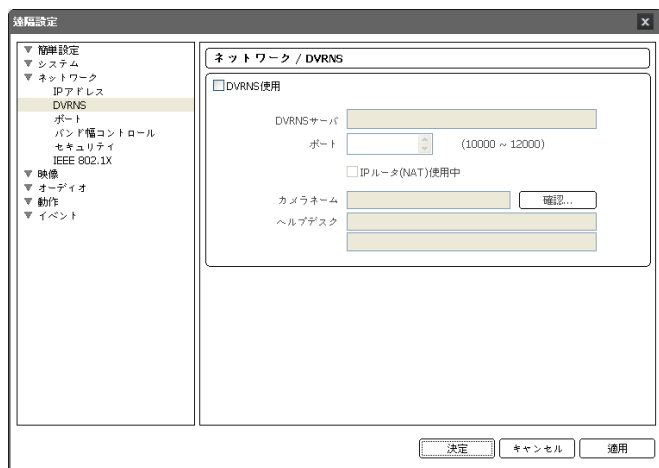 遠隔設定
▼ 簡単設定
▼ システム
▼ ネットワーク
IPアドレス
DVRNS
ポート
バンド幅コントロール
セキュリティ
IEEE 802.1X
▼ 映像
▼ オーディオ
▼ 動作
▼ イベント
ネットワーク / DVRNS
DVRNS使用
DVRNSサーバ
ポート (10000 ~ 12000)
IPルータ(NAT)使用中
カメラネーム 確認...
ヘルプデスク
決定 キャンセル 適用